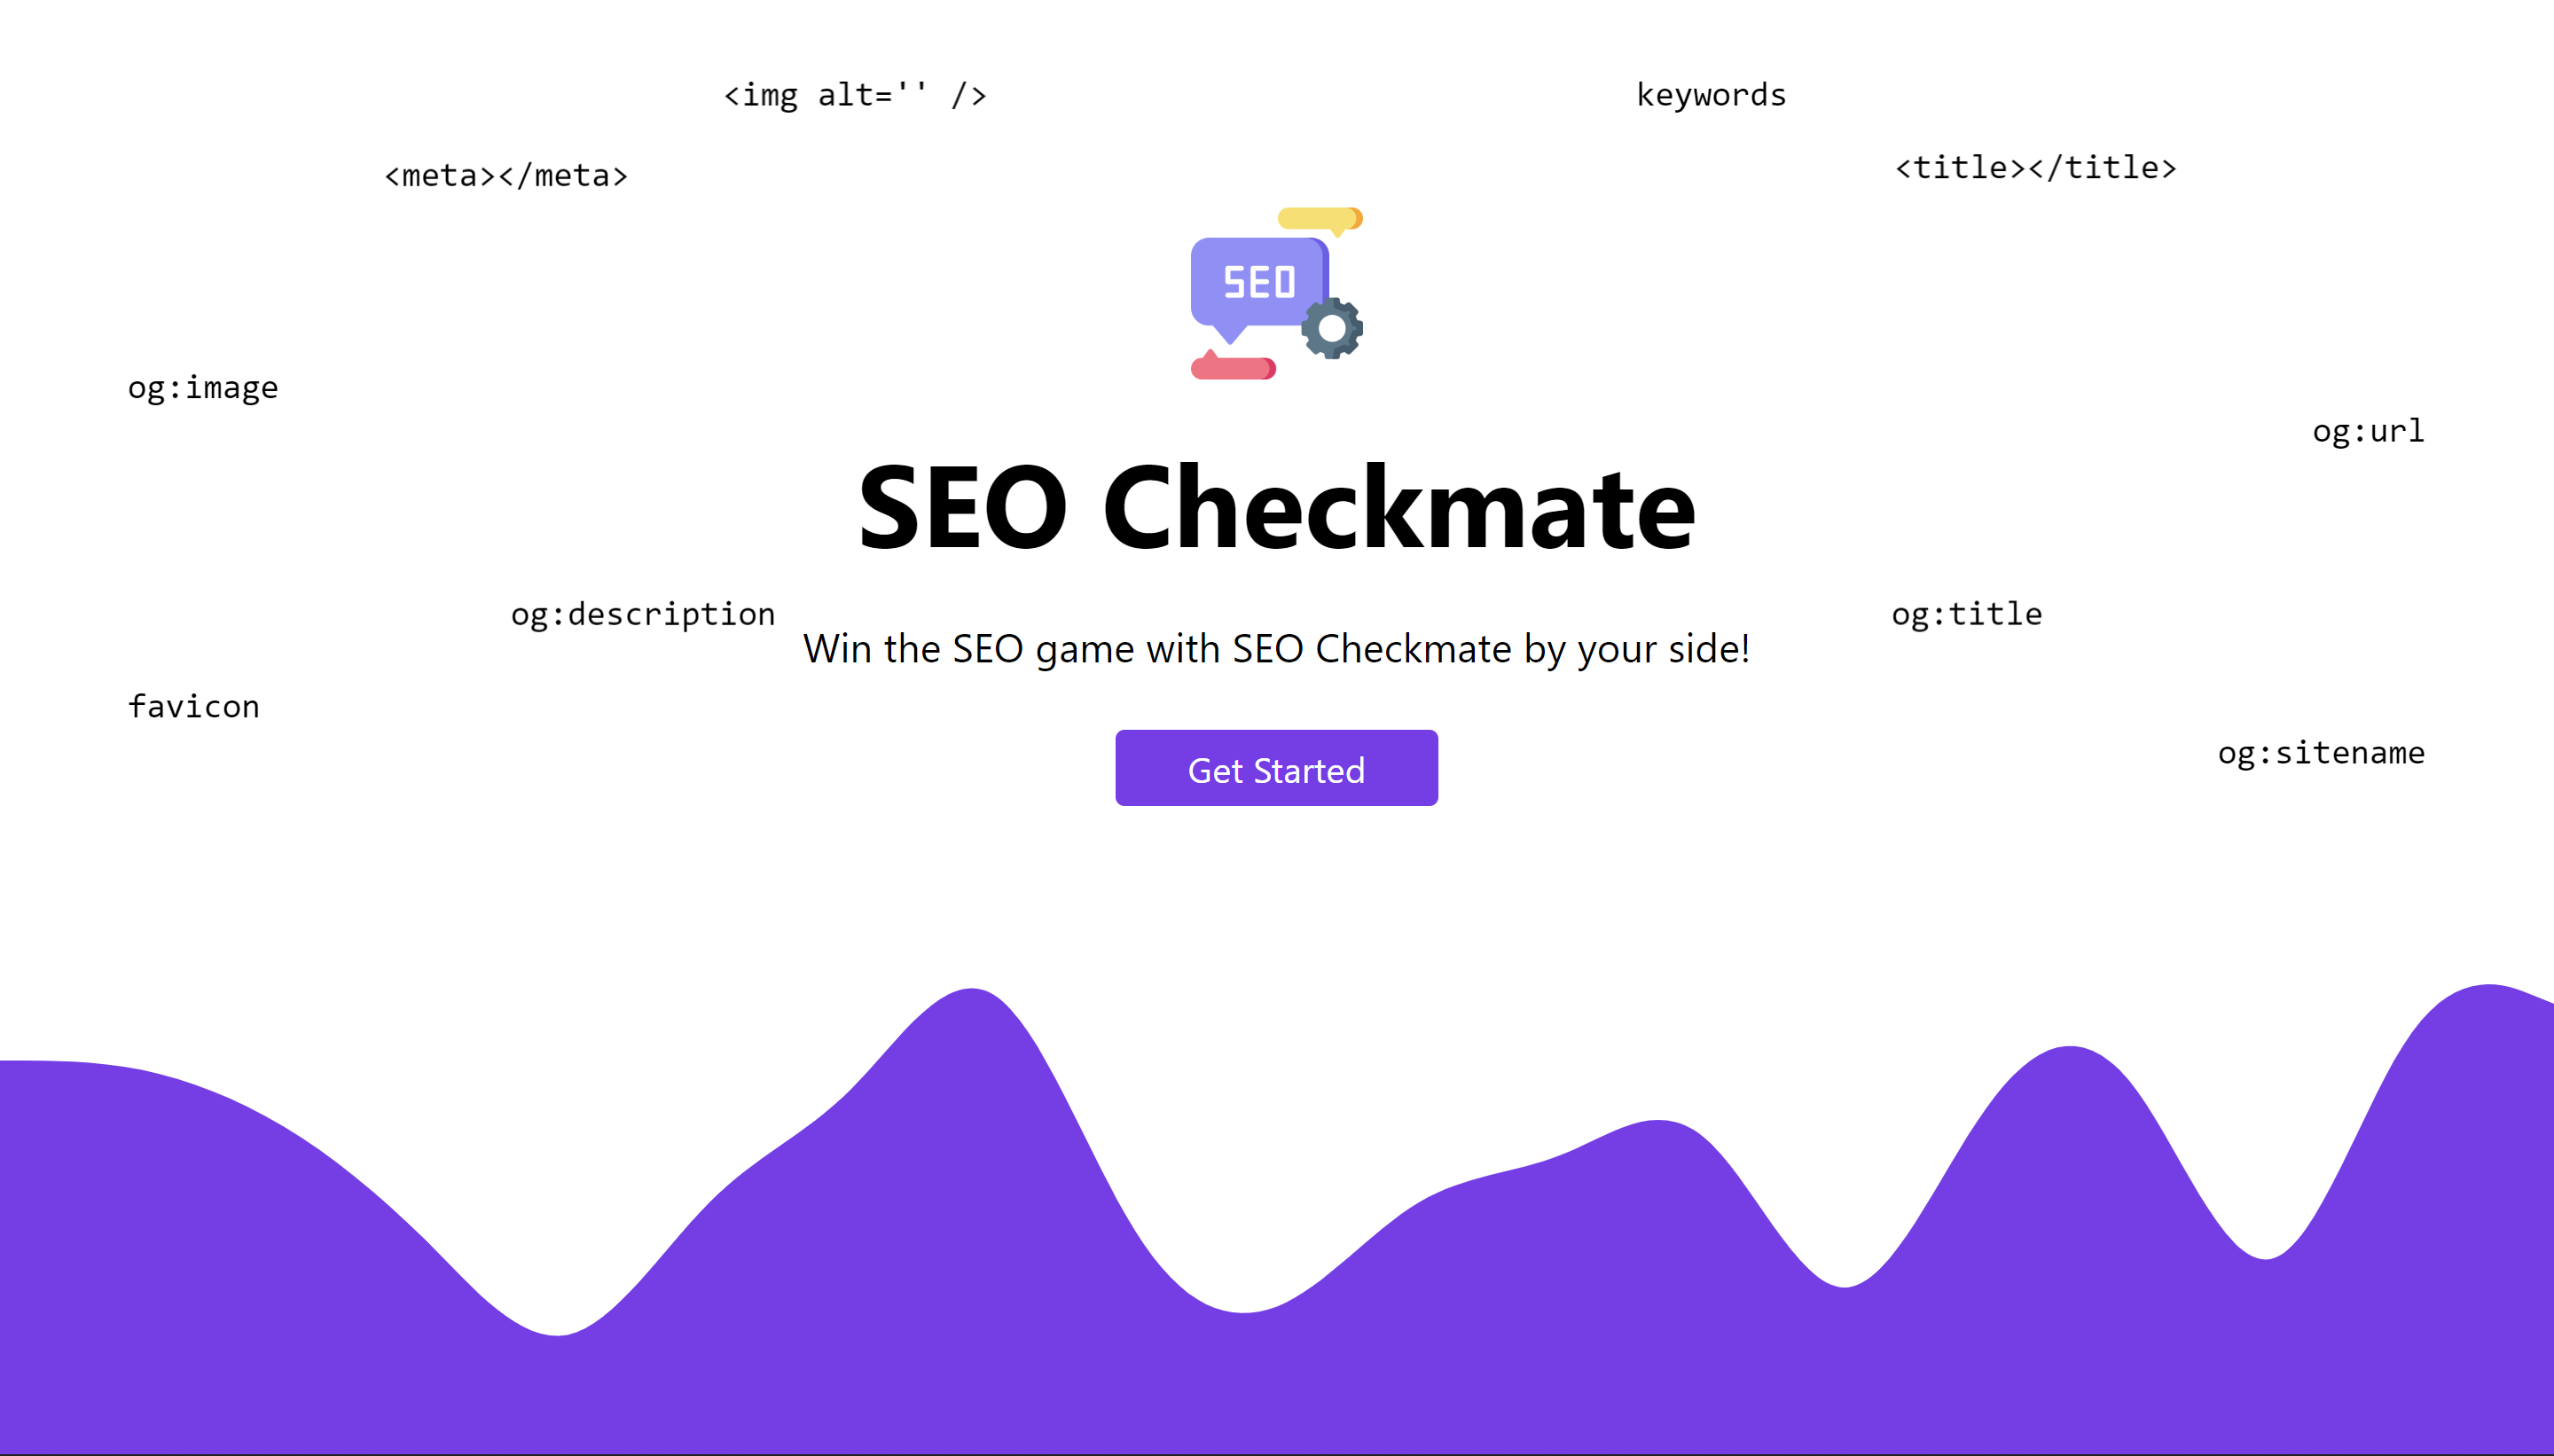 <img alt='' />
keywords
<meta></meta>
<title></title>
SEO
og:image
og:url
SEO Checkmate
og:description
og:title
Win the SEO game with SEO Checkmate by your side!
favicon
og:sitename
Get Started